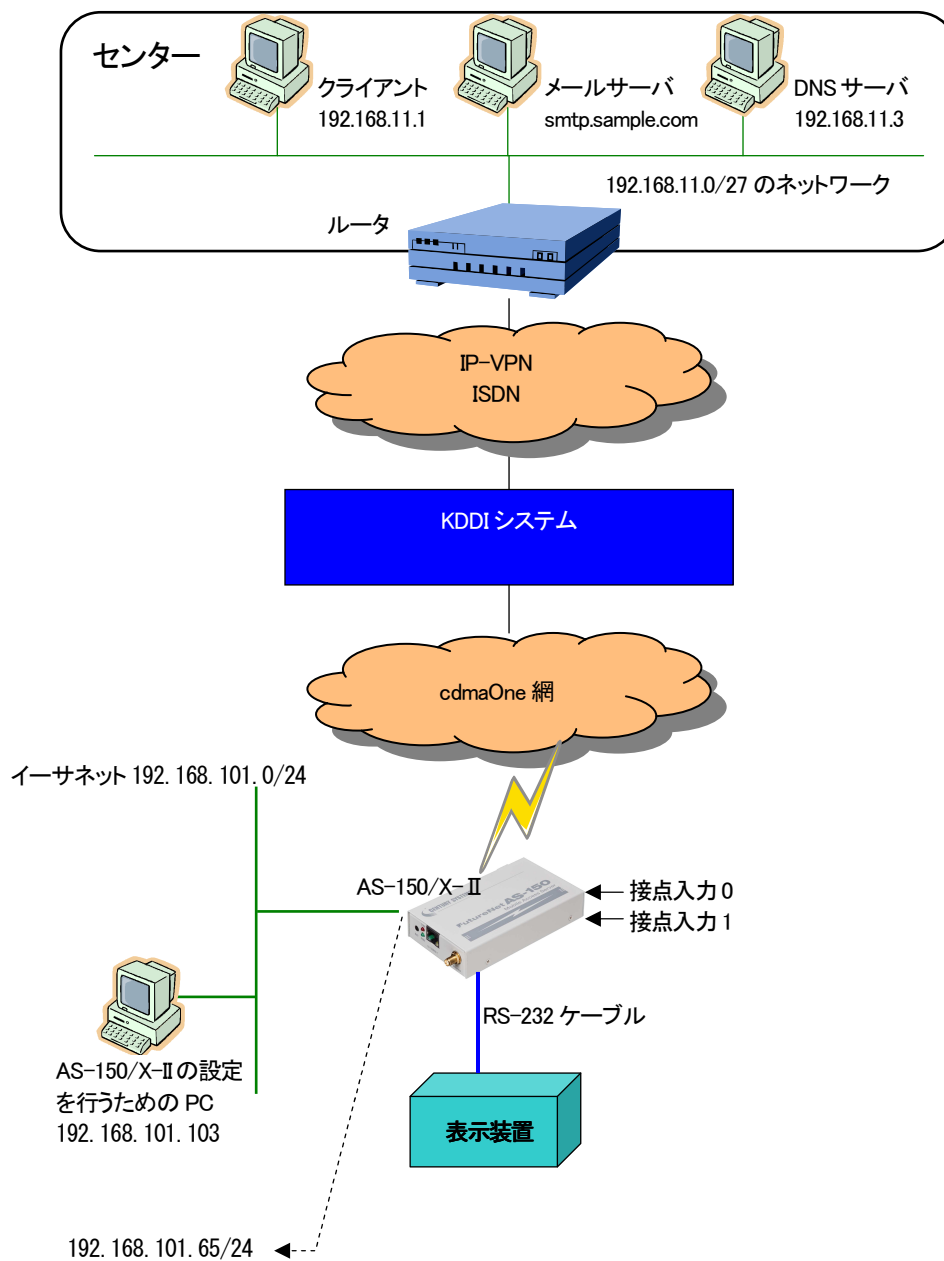 センター
クライアント
192.168.11.1
メールサーバ
smtp.sample.com
DNS サーバ
192.168.11.3
192.168.11.0/27 のネットワーク
ルータ
IP-VPN
ISDN
KDDI システム
cdmaOne 網
イーサネット 192.168.101.0/24
AS-150/X-Ⅱ
FutureNet AS-150
接点入力 0
接点入力 1
RS-232 ケーブル
AS-150/X-Ⅱの設定
を行うための PC
192.168.101.103
表示装置
192.168.101.65/24